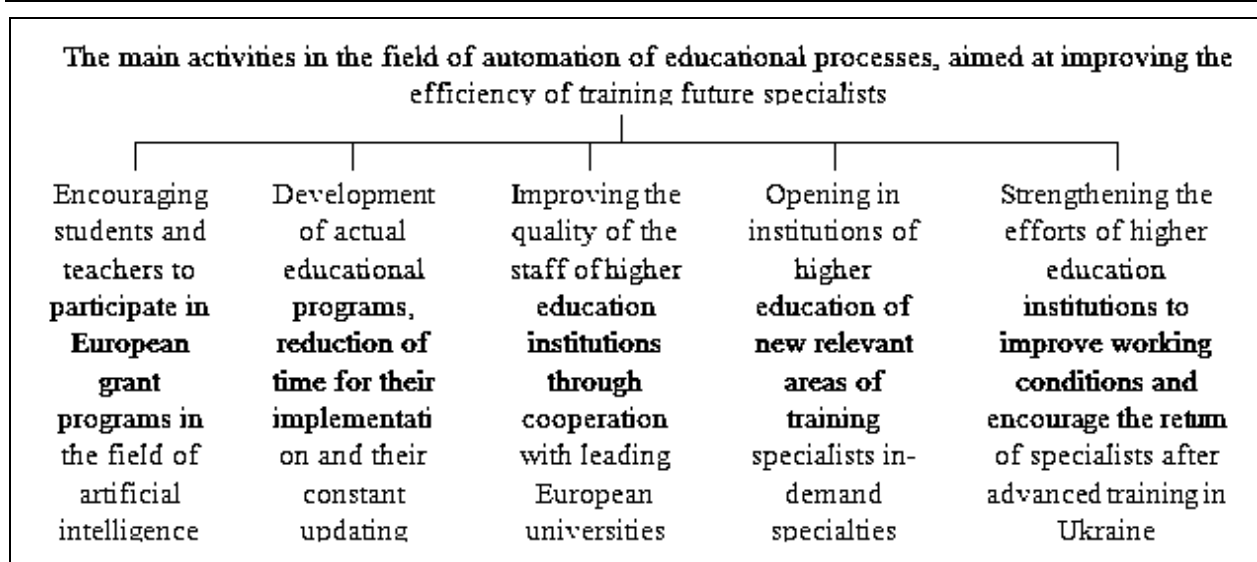 The main activities in the field of automation of educational processes, aimed at improving the
efficiency of training future specialists
Encouraging
students and
teachers to
participate in
European
grant
programs in
the field of
artificial
intelligence
Development
of actual
educational
programs,
reduction of
time for their
implementati
on and their
constant
updating
Improving the
quality of the
staff of higher
education
institutions
through
cooperation
with leading
European
universities
Opening in
institutions of
higher
education of
new relevant
areas of
training
specialists in-
demand
specialties
Strengthening the
efforts of higher
education
institutions to
improve working
conditions and
encourage the return
of specialists after
advanced training in
Ukraine